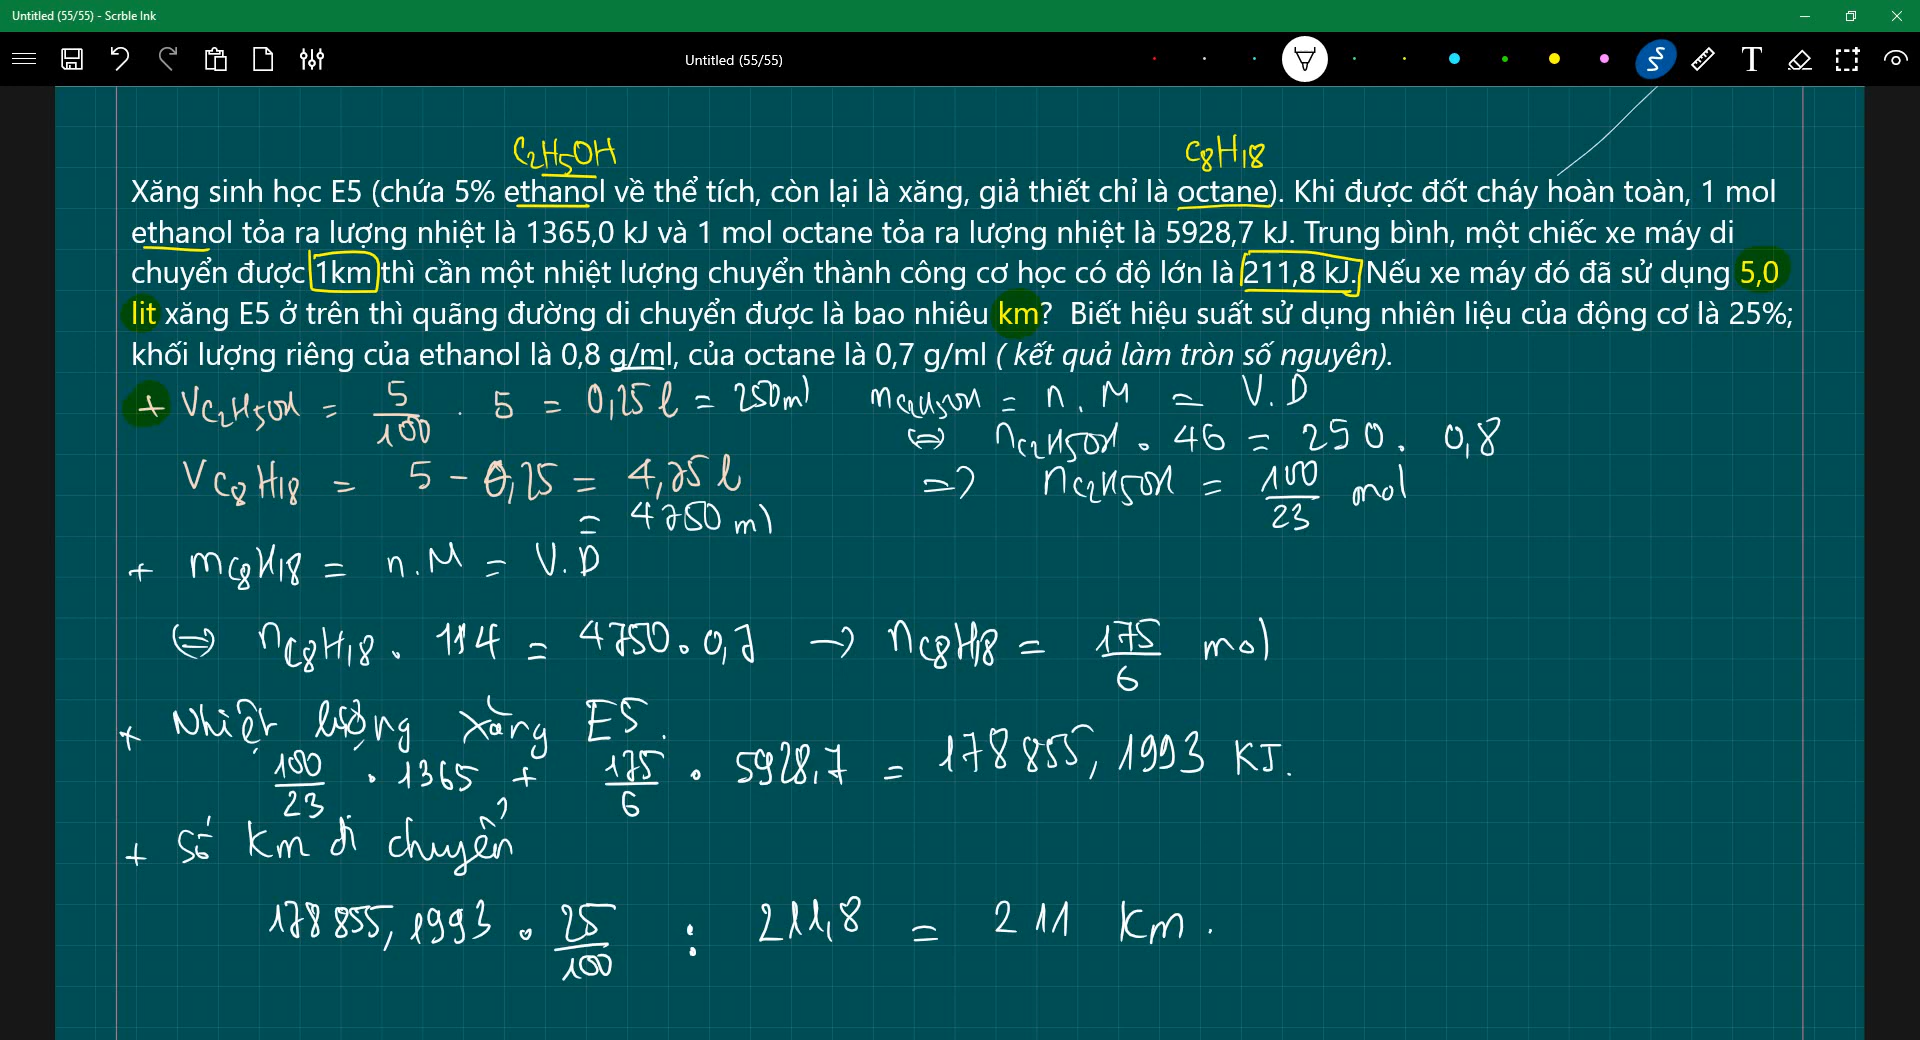 Untitled (55/55) - Scrble Ink
Untitled (55/55)
T
C₂H₅OH
C₈H₁₈
Xăng sinh học E5 (chứa 5% ethanol về thể tích, còn lại là xăng, giả thiết chỉ là octane). Khi được đốt cháy hoàn toàn, 1 mol
ethanol tỏa ra lượng nhiệt là 1365,0 kJ và 1 mol octane tỏa ra lượng nhiệt là 5928,7 kJ. Trung bình, một chiếc xe máy di
chuyển được 1km thì cần một nhiệt lượng chuyển thành công cơ học có độ lớn là 211,8 kJ. Nếu xe máy đó đã sử dụng 5,0
lit xăng E5 ở trên thì quãng đường di chuyển được là bao nhiêu km? Biết hiệu suất sử dụng nhiên liệu của động cơ là 25%;
khối lượng riêng của ethanol là 0,8 g/ml, của octane là 0,7 g/ml ( kết quả làm tròn số nguyên).
+ V C₂H₅OH = 5/100 . 5 = 0,25 l = 250ml
V C₈H₁₈ = 5 - 0,25 = 4,75 l
= 4750 ml
m C₂H₅OH = n . M = V . D
⇔ n C₂H₅OH . 46 = 250 . 0,8
=> n C₂H₅OH = 100/23 mol
+ m C₈H₁₈ = n . M = V . D
⇔ n C₈H₁₈ . 114 = 4750 . 0,7 → n C₈H₁₈ = 175/6 mol
+ Nhiệt lượng xăng E5.
100/23 . 1365 + 175/6 . 5928,7 = 178855,1993 KJ.
+ Số Km di chuyển
178855,1993 . 25/100 : 211,8 = 211 Km .